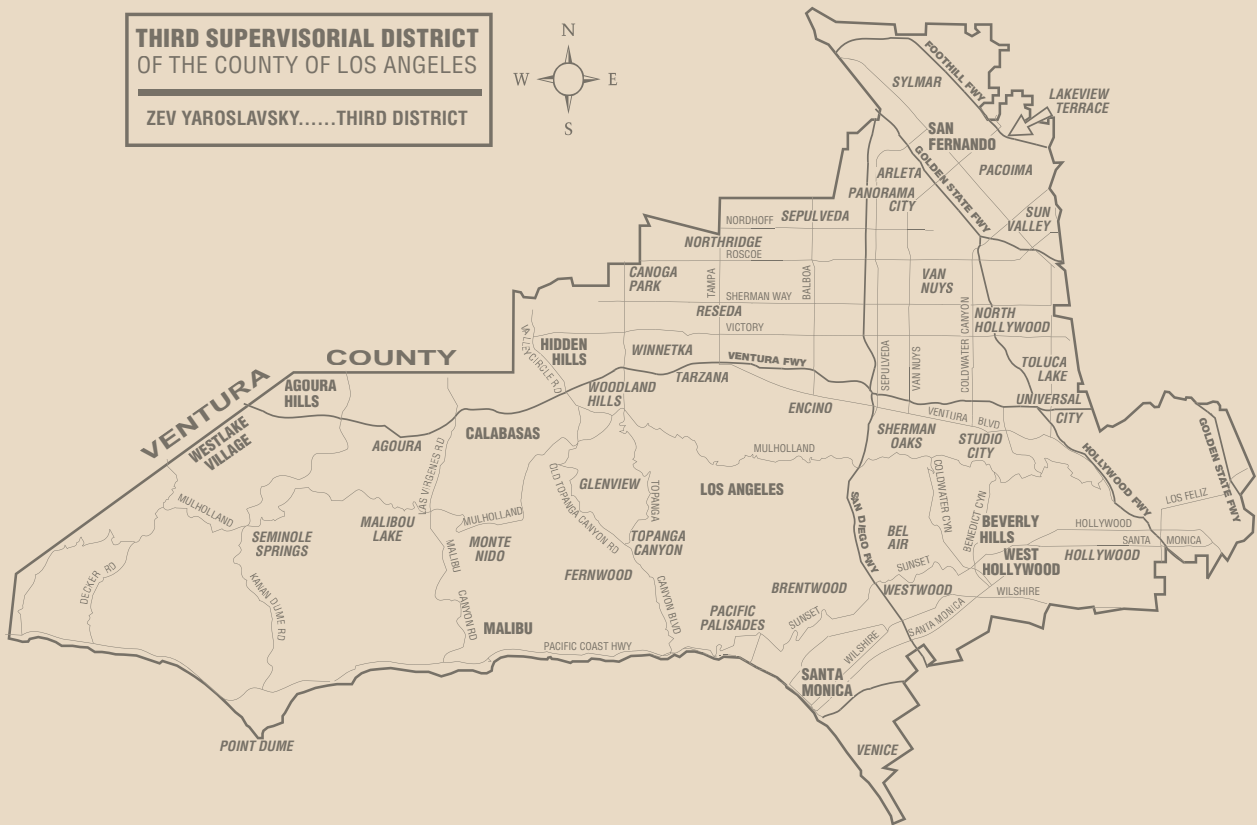 THIRD SUPERVISORIAL DISTRICT
OF THE COUNTY OF LOS ANGELES
ZEV YAROSLAVSKY......THIRD DISTRICT
N
W E
S
FOOTHILL FWY
SYLMAR
LAKEVIEW
TERRACE
SAN
FERNANDO
GOLDEN STATE FWY
ARLETA
PACOIMA
PANORAMA
CITY
SUN
VALLEY
NORDHOFF
SEPULVEDA
NORTHRIDGE
ROSCOE
CANOGA
PARK
TAMPA
BALBOA
VAN
NUYS
SHERMAN WAY
RESEDA
COLDWATER CANYON
NORTH
HOLLYWOOD
VICTORY
VALLEY CIRCLE RD
HIDDEN
HILLS
WINNETKA
VENTURA FWY
SEPULVEDA
VAN NUYS
TOLUCA
LAKE
VENTURA COUNTY
AGOURA
HILLS
WOODLAND
HILLS
TARZANA
ENCINO
UNIVERSAL
CITY
VENTURA BLVD
WESTLAKE
VILLAGE
AGOURA
CALABASAS
SHERMAN
OAKS
STUDIO
CITY
GOLDEN STATE FWY
LAS VIRGENES RD
MULHOLLAND
HOLLYWOOD FWY
OLD TOPANGA CANYON RD
GLENVIEW
TOPANGA
LOS ANGELES
SAN DIEGO FWY
COLDWATER CYN
BENEDICT CYN
LOS FELIZ
MULHOLLAND
SEMINOLE
SPRINGS
MALIBOU
LAKE
MULHOLLAND
MONTE
NIDO
TOPANGA
CANYON
BEL
AIR
BEVERLY
HILLS
HOLLYWOOD
SANTA MONICA
HOLLYWOOD
WEST
HOLLYWOOD
DECKER RD
KANAN DUME RD
MALIBU
CANYON RD
FERNWOOD
CANYON BLVD
SUNSET
BRENTWOOD
WESTWOOD
WILSHIRE
PACIFIC
PALISADES
SUNSET
SANTA MONICA
MALIBU
PACIFIC COAST HWY
WILSHIRE
SANTA
MONICA
POINT DUME
VENICE